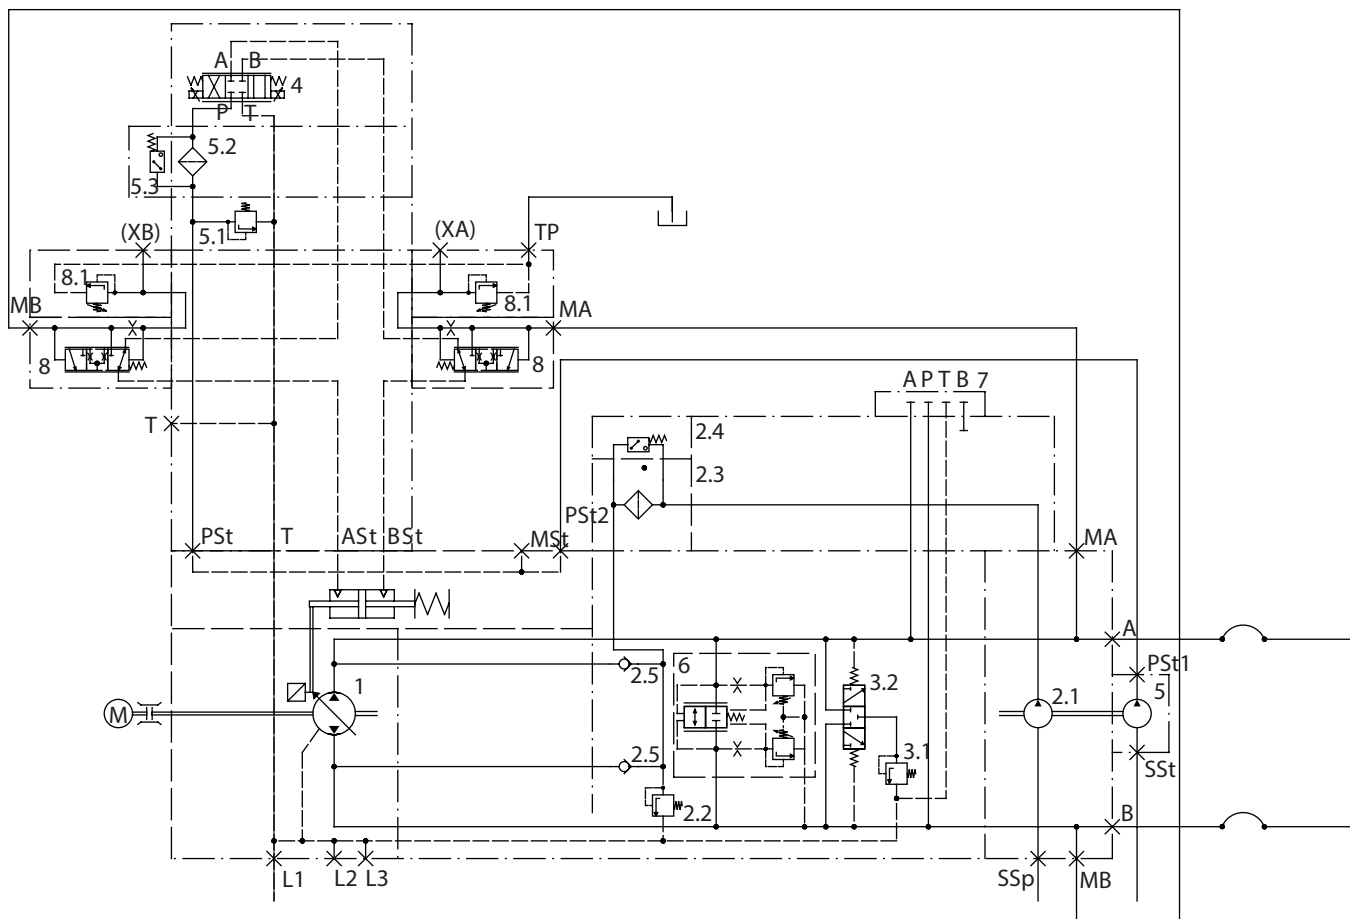 A B
4
P T
5.2
5.3
5.1
(XB)
(XA)
TP
8.1
8.1
MB
MA
8
8
A P T B 7
T
2.4
2.3
PSt2
PSt
T
ASt
BSt
MSt
MA
A
PSt1
1
2.5
6
3.2
5
M
2.1
2.5
3.1
SSt
2.2
B
L1
L2
L3
SSp
MB